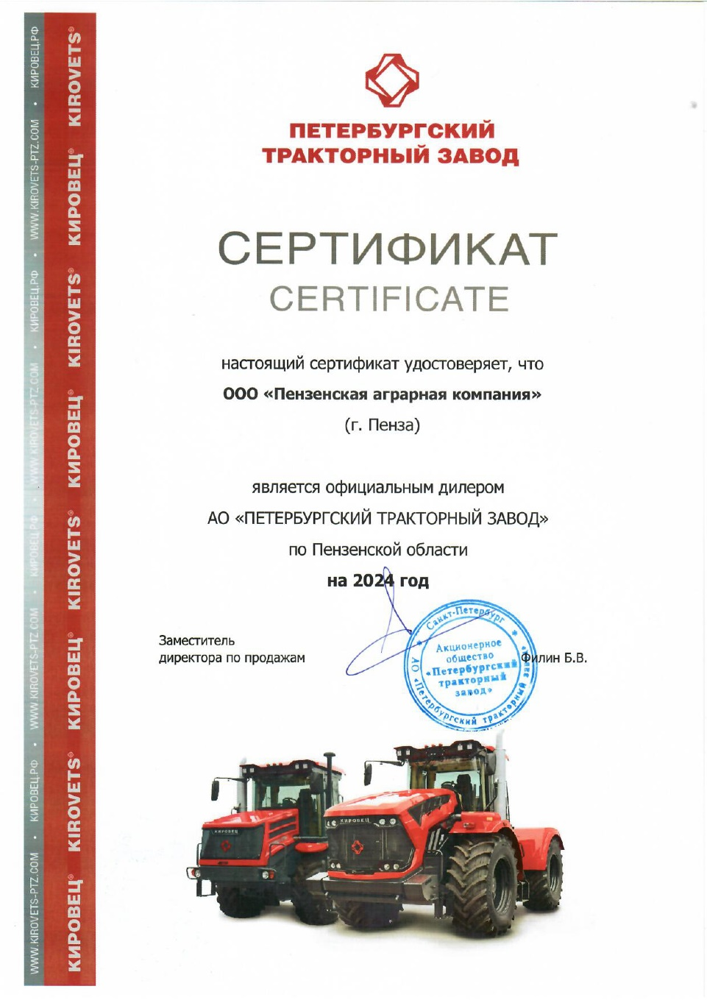 ПЕТЕРБУРГСКИЙ
ТРАКТОРНЫЙ ЗАВОД
СЕРТИФИКАТ
CERTIFICATE
настоящий сертификат удостоверяет, что
ООО «Пензенская аграрная компания»
(г. Пенза)
является официальным дилером
АО «ПЕТЕРБУРГСКИЙ ТРАКТОРНЫЙ ЗАВОД»
по Пензенской области
на 2024 год
Заместитель
директора по продажам
Филин Б.В.
Санкт-Петербург
АО «Петербургский тракторный завод»
Акционерное
общество
«Петербургский
тракторный
завод»
КИРОВЕЦ
КИРОВЕЦ
WWW.KIROVETS-PTZ.COM • КИРОВЕЦ.РФ • WWW.KIROVETS-PTZ.COM • КИРОВЕЦ.РФ • WWW.KIROVETS-PTZ.COM • КИРОВЕЦ.РФ • WWW.KIROVETS-PTZ.COM • КИРОВЕЦ.РФ
КИРОВЕЦ® KIROVETS® КИРОВЕЦ® KIROVETS® КИРОВЕЦ® KIROVETS® КИРОВЕЦ® KIROVETS®